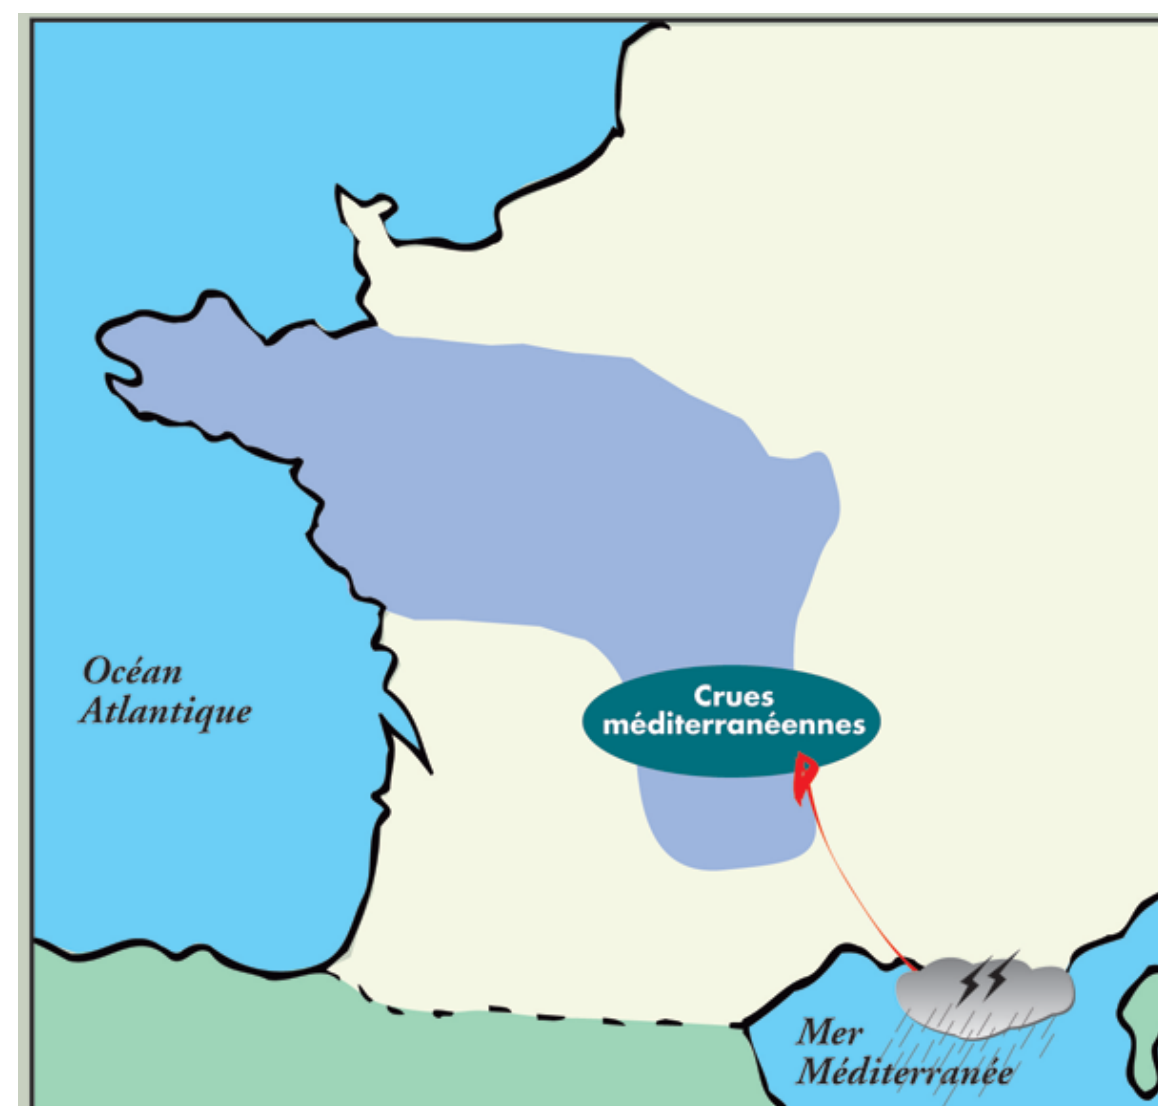 Océan
Atlantique
Crues
méditerranéennes
Mer
Méditerranée